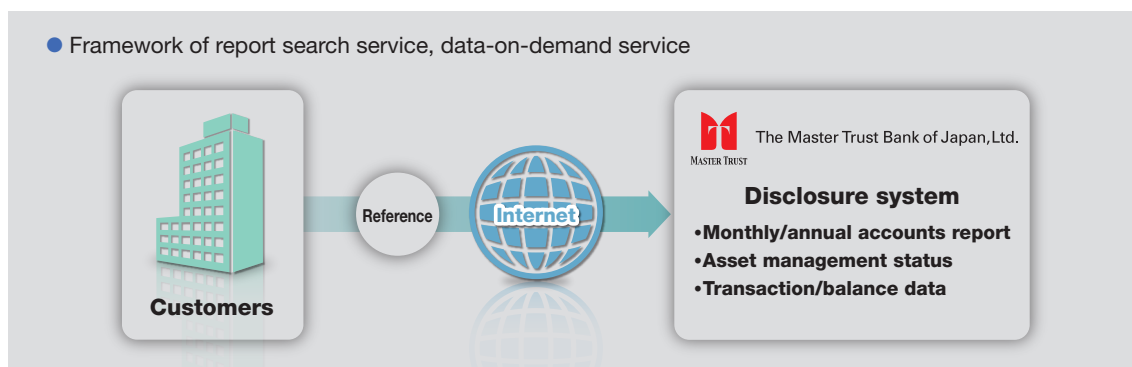 ● Framework of report search service, data-on-demand service
Customers
Reference
Internet
MASTER TRUST
The Master Trust Bank of Japan,Ltd.
Disclosure system
•Monthly/annual accounts report
•Asset management status
•Transaction/balance data